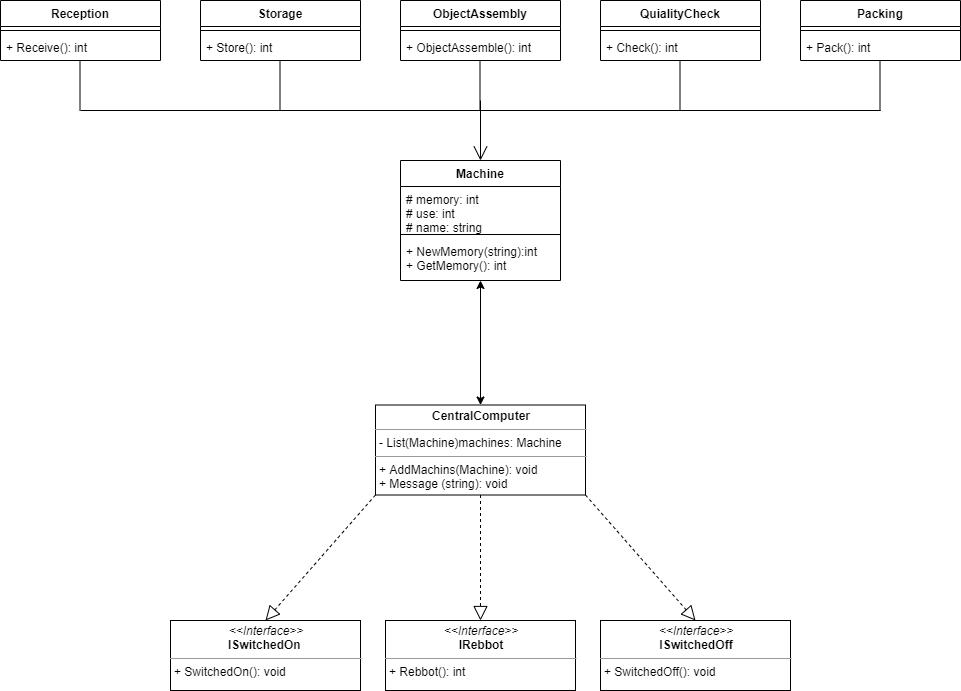 Reception
+ Receive(): int
Storage
+ Store(): int
ObjectAssembly
+ ObjectAssemble(): int
QuialityCheck
+ Check(): int
Packing
+ Pack(): int
Machine
# memory: int
# use: int
# name: string
+ NewMemory(string):int
+ GetMemory(): int
CentralComputer
- List(Machine)machines: Machine
+ AddMachins(Machine): void
+ Message (string): void
<<Interface>>
ISwitchedOn
+ SwitchedOn(): void
<<Interface>>
IRebbot
+ Rebbot(): int
<<Interface>>
ISwitchedOff
+ SwitchedOff(): void